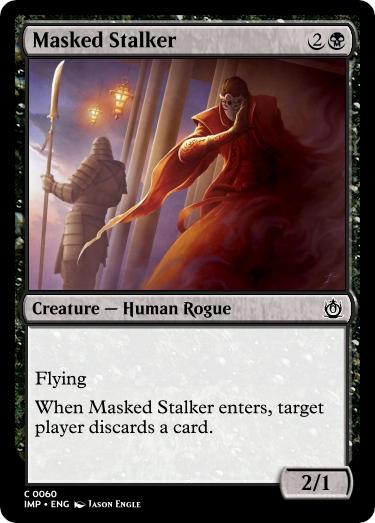 Masked Stalker 2
Creature — Human Rogue
Flying
When Masked Stalker enters, target
player discards a card.
2/1
C 0060
IMP • ENG Jason Engle